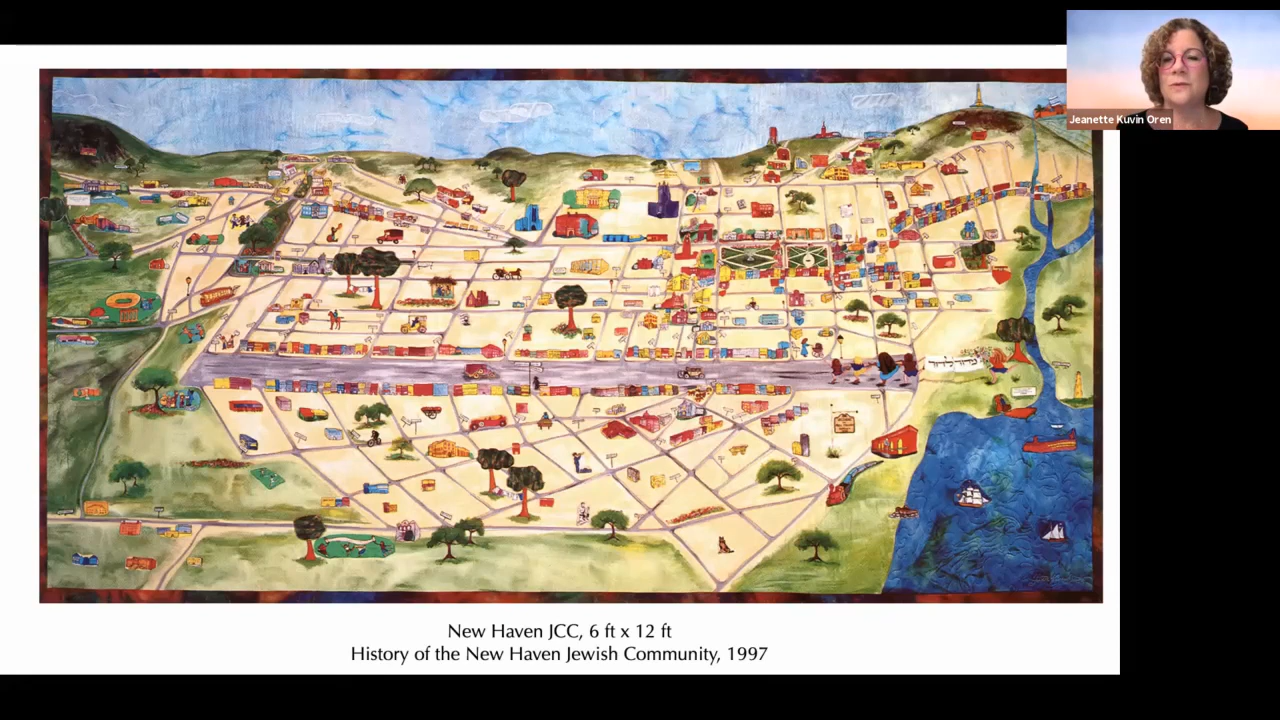 Jeanette Kuvin Oren
New Haven JCC, 6 ft x 12 ft
History of the New Haven Jewish Community, 1997